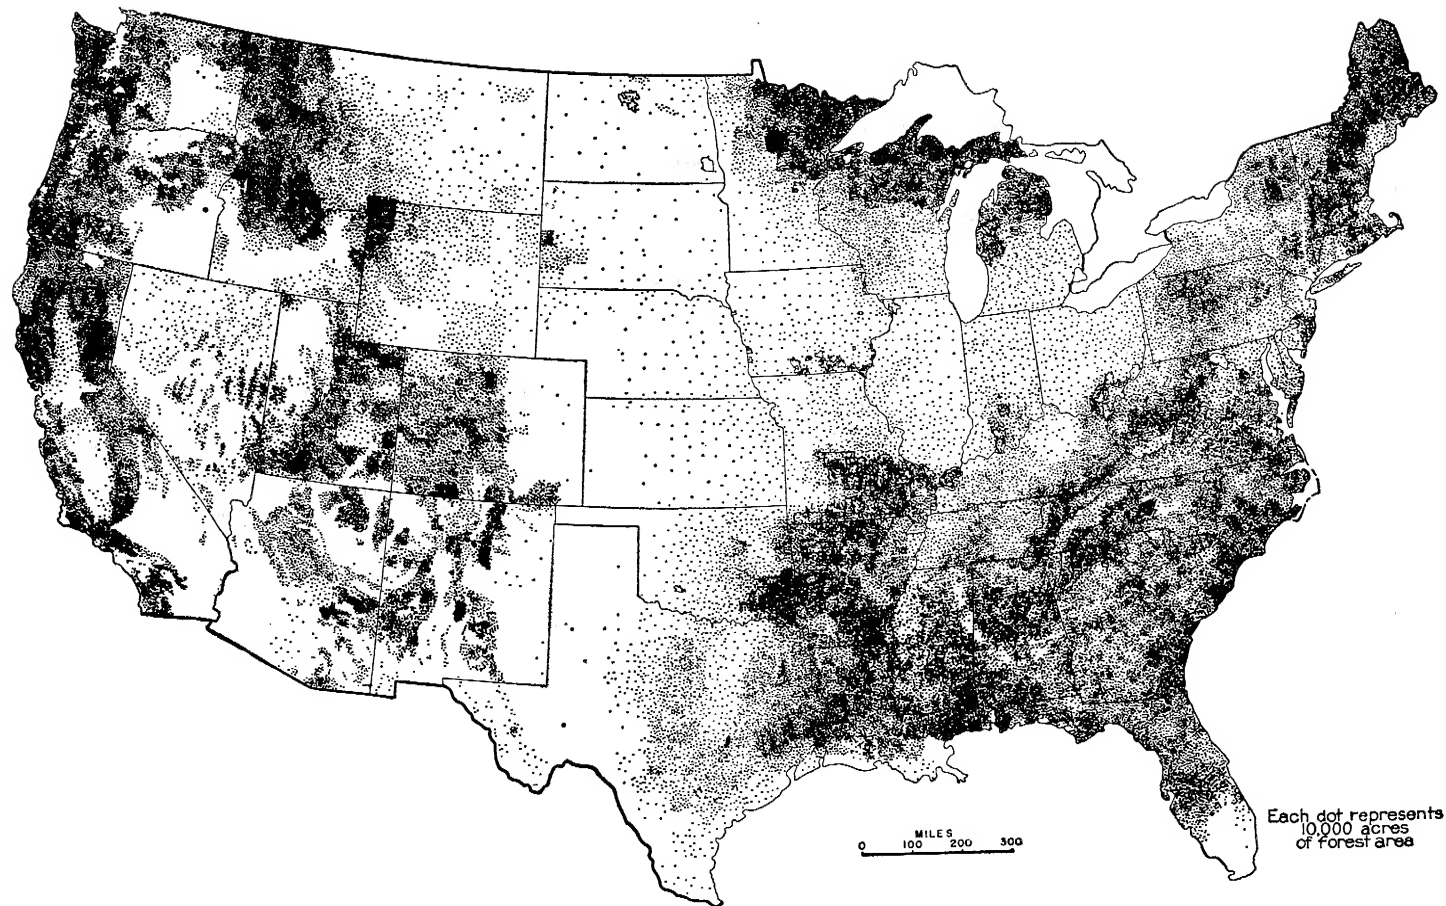 MILES
0 100 200 300
Each dot represents
10,000 acres
of forest area